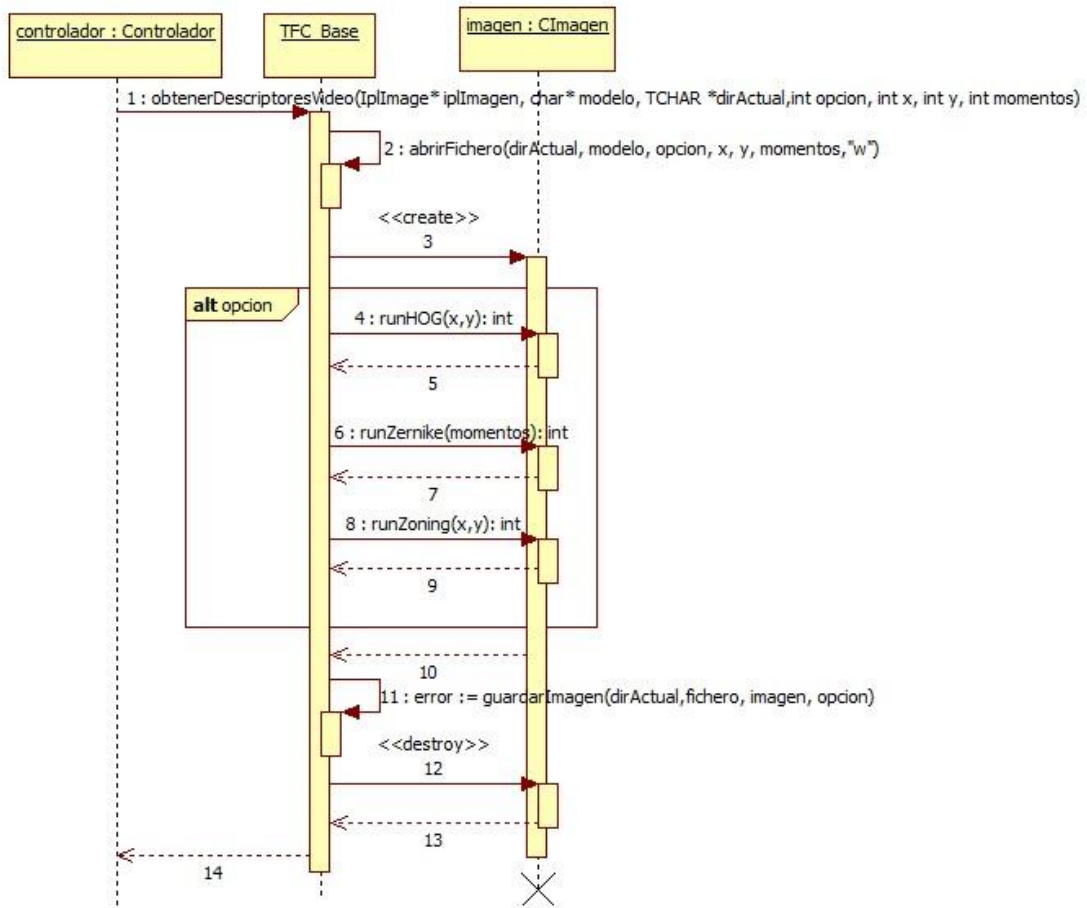 controlador : Controlador
TFC_Base
imagen : CImagen
1 : obtenerDescriptoresVideo(IplImage* iplImagen, char* modelo, TCHAR *dirActual,int opcion, int x, int y, int momentos)
2 : abrirFichero(dirActual, modelo, opcion, x, y, momentos,"w")
<<create>>
3
alt opcion
4 : runHOG(x,y): int
5
6 : runZernike(momentos): int
7
8 : runZoning(x,y): int
9
10
11 : error := guardarImagen(dirActual,fichero, imagen, opcion)
<<destroy>>
12
13
14